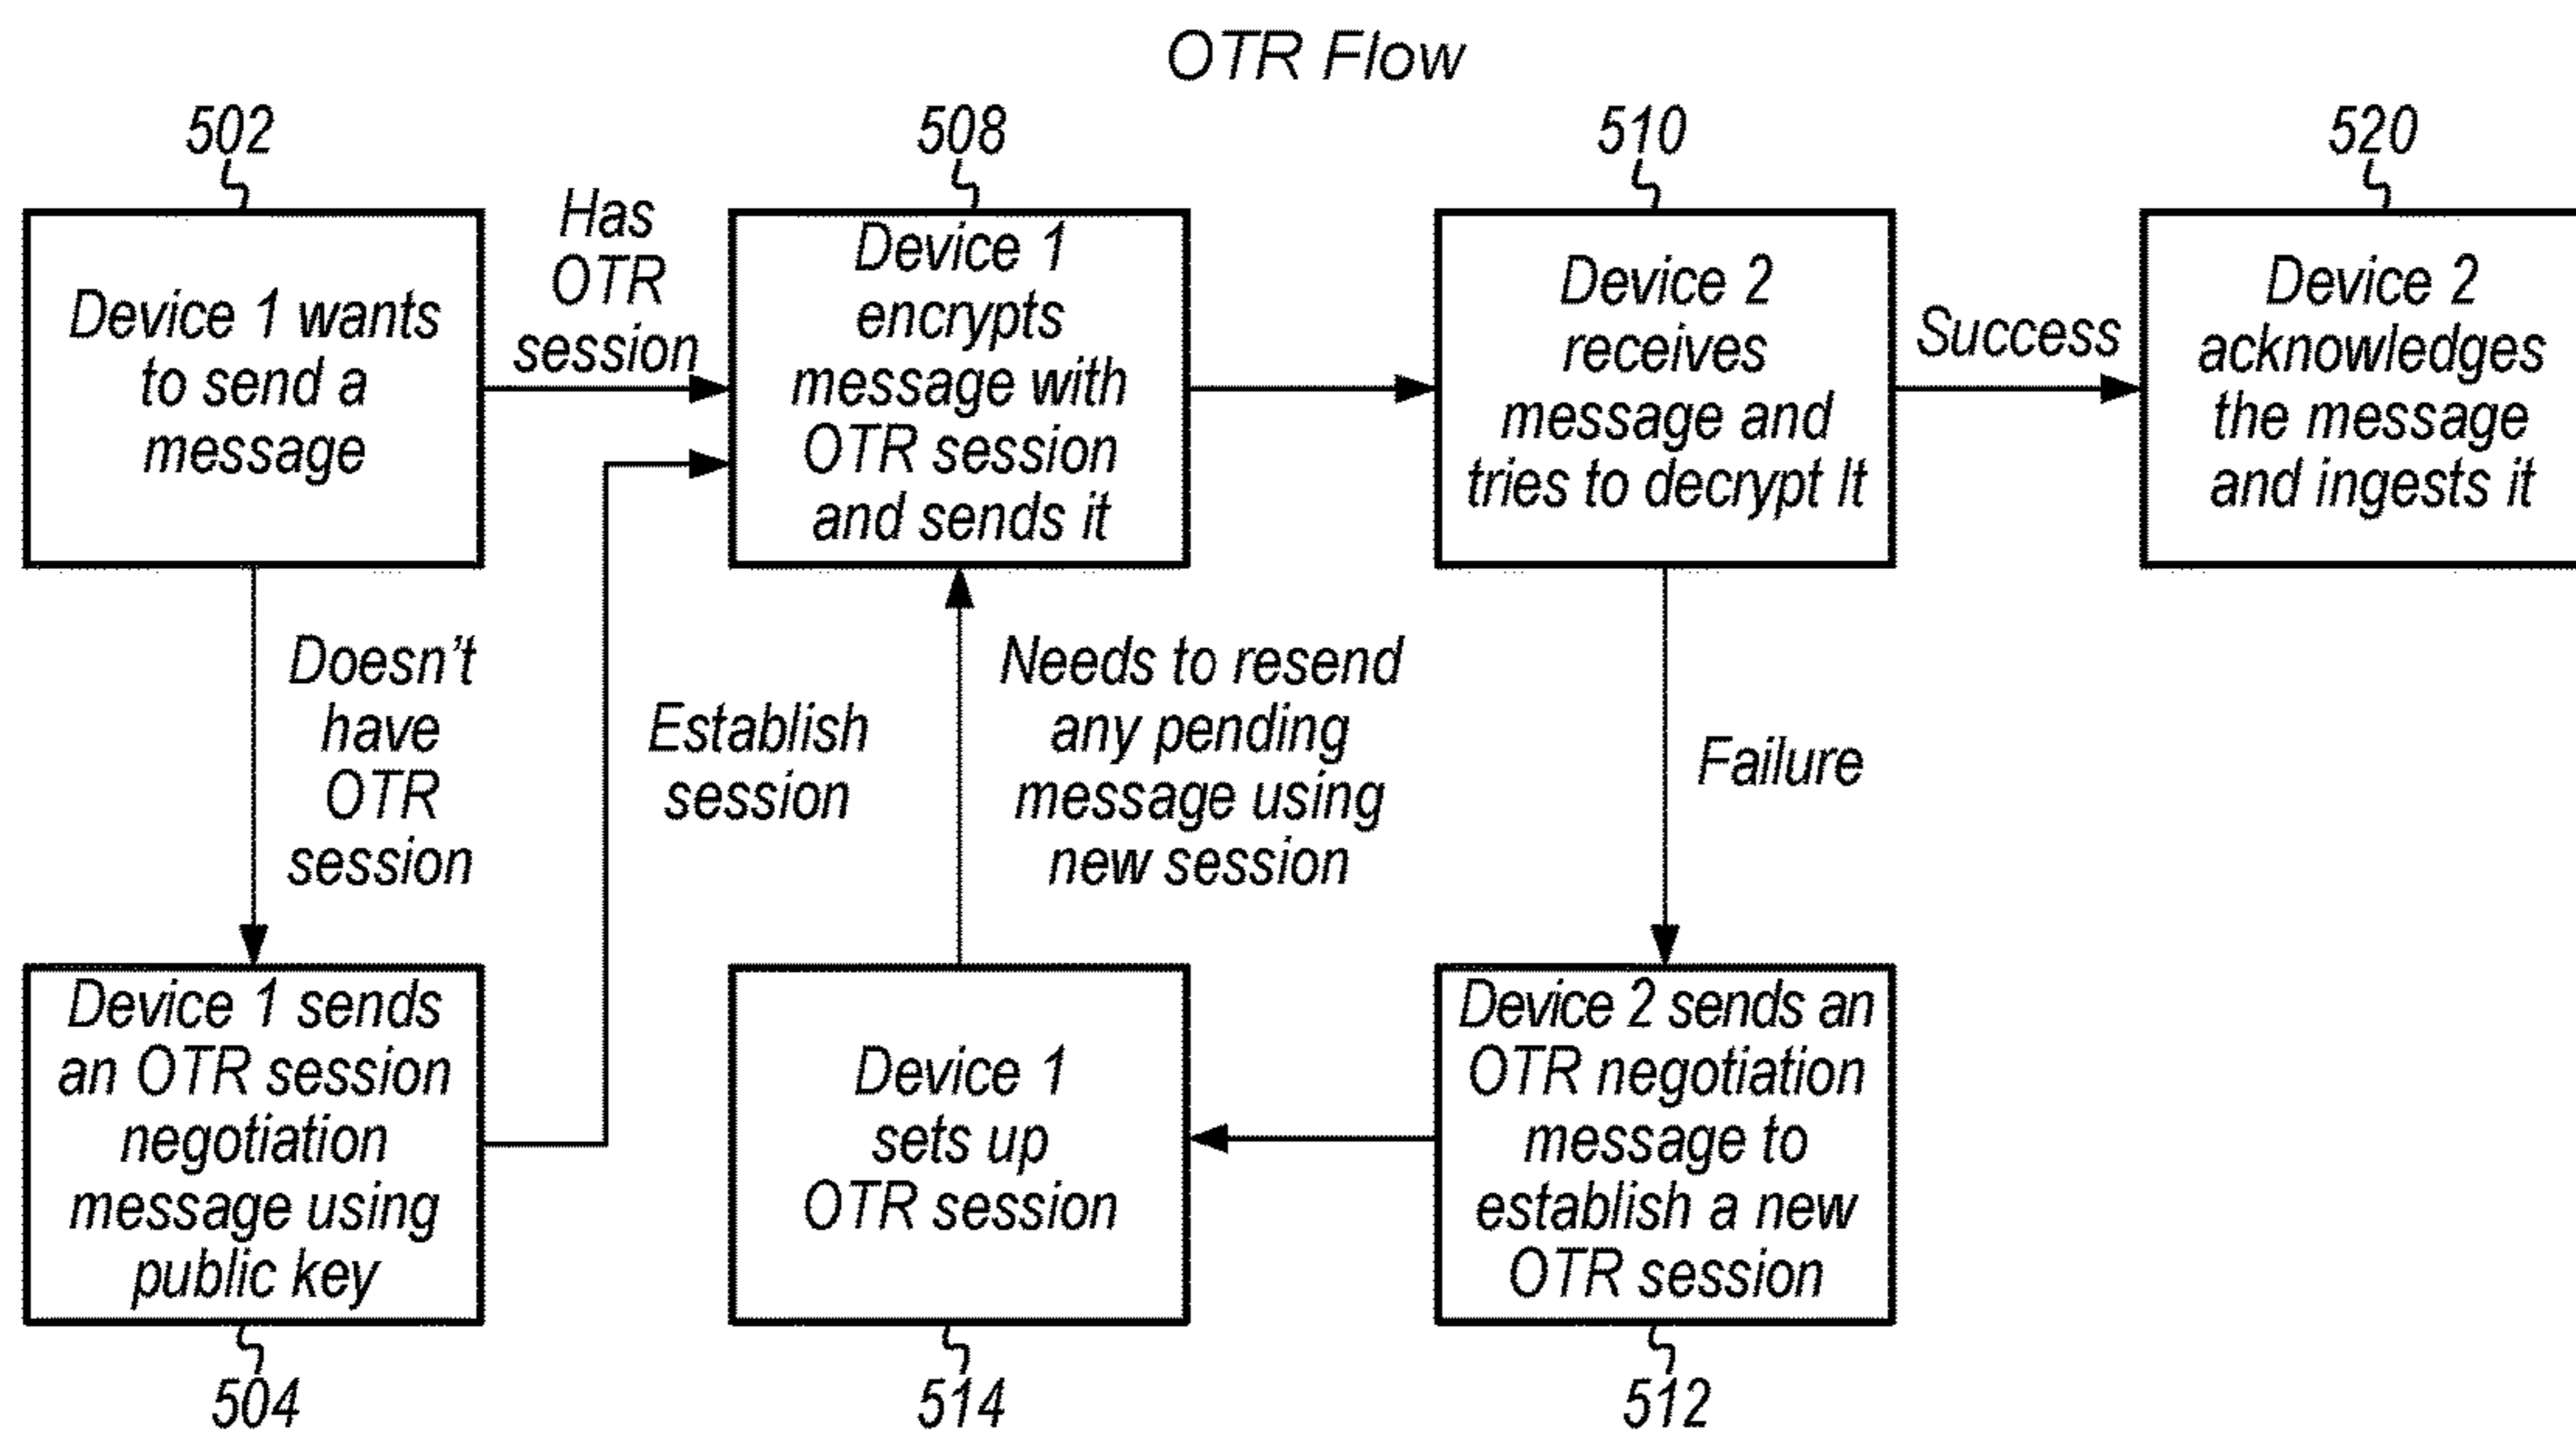 OTR Flow
502
508
510
520
Device 1 wants
to send a
message
Has
OTR
session
Device 1
encrypts
message with
OTR session
and sends it
Device 2
receives
message and
tries to decrypt It
Success
Device 2
acknowledges
the message
and ingests it
Doesn't
have
OTR
session
Establish
session
Needs to resend
any pending
message using
new session
Failure
Device 1 sends
an OTR session
negotiation
message using
public key
Device 1
sets up
OTR session
Device 2 sends an
OTR negotiation
message to
establish a new
OTR session
504
514
512